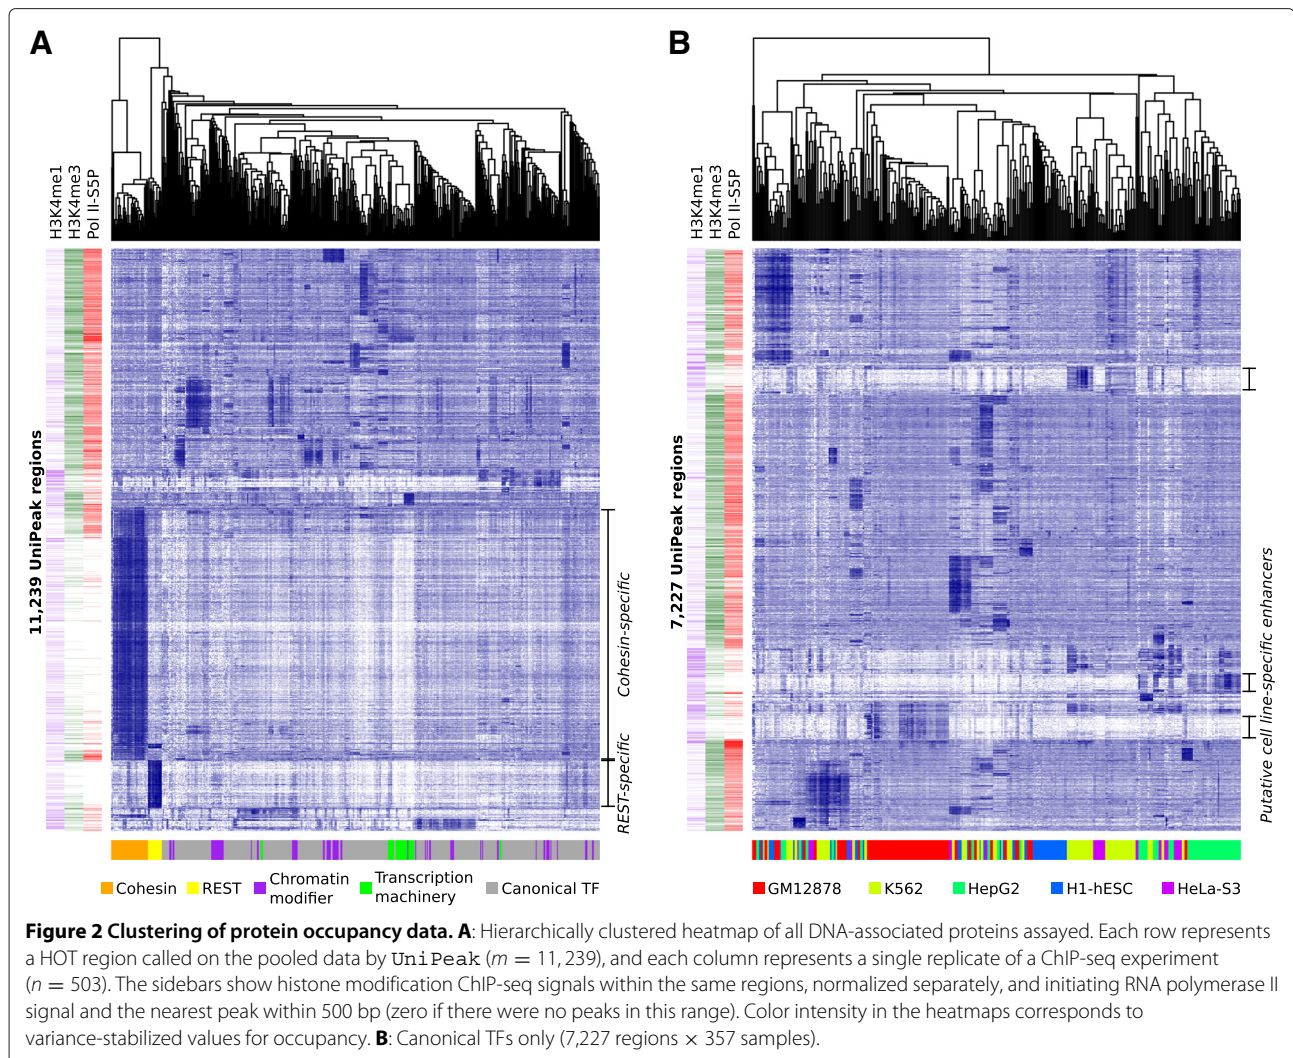 A
B
H3K4me1
H3K4me3
Pol II-S5P
H3K4me1
H3K4me3
Pol II-S5P
11,239 UniPeak regions
Cohesin-specific
REST-specific
7,227 UniPeak regions
Putative cell line-specific enhancers
Cohesin
REST
Chromatin
modifier
Transcription
machinery
Canonical TF
GM12878
K562
HepG2
H1-hESC
HeLa-S3
Figure 2 Clustering of protein occupancy data. A: Hierarchically clustered heatmap of all DNA-associated proteins assayed. Each row represents
a HOT region called on the pooled data by UniPeak (m = 11, 239), and each column represents a single replicate of a ChIP-seq experiment
(n = 503). The sidebars show histone modification ChIP-seq signals within the same regions, normalized separately, and initiating RNA polymerase II
signal and the nearest peak within 500 bp (zero if there were no peaks in this range). Color intensity in the heatmaps corresponds to
variance-stabilized values for occupancy. B: Canonical TFs only (7,227 regions × 357 samples).